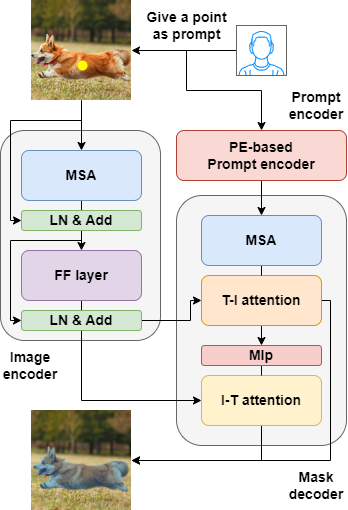 Give a point
as prompt
Prompt
encoder
PE-based
Prompt encoder
MSA
LN & Add
FF layer
LN & Add
Image
encoder
MSA
T-I attention
Mlp
I-T attention
Mask
decoder